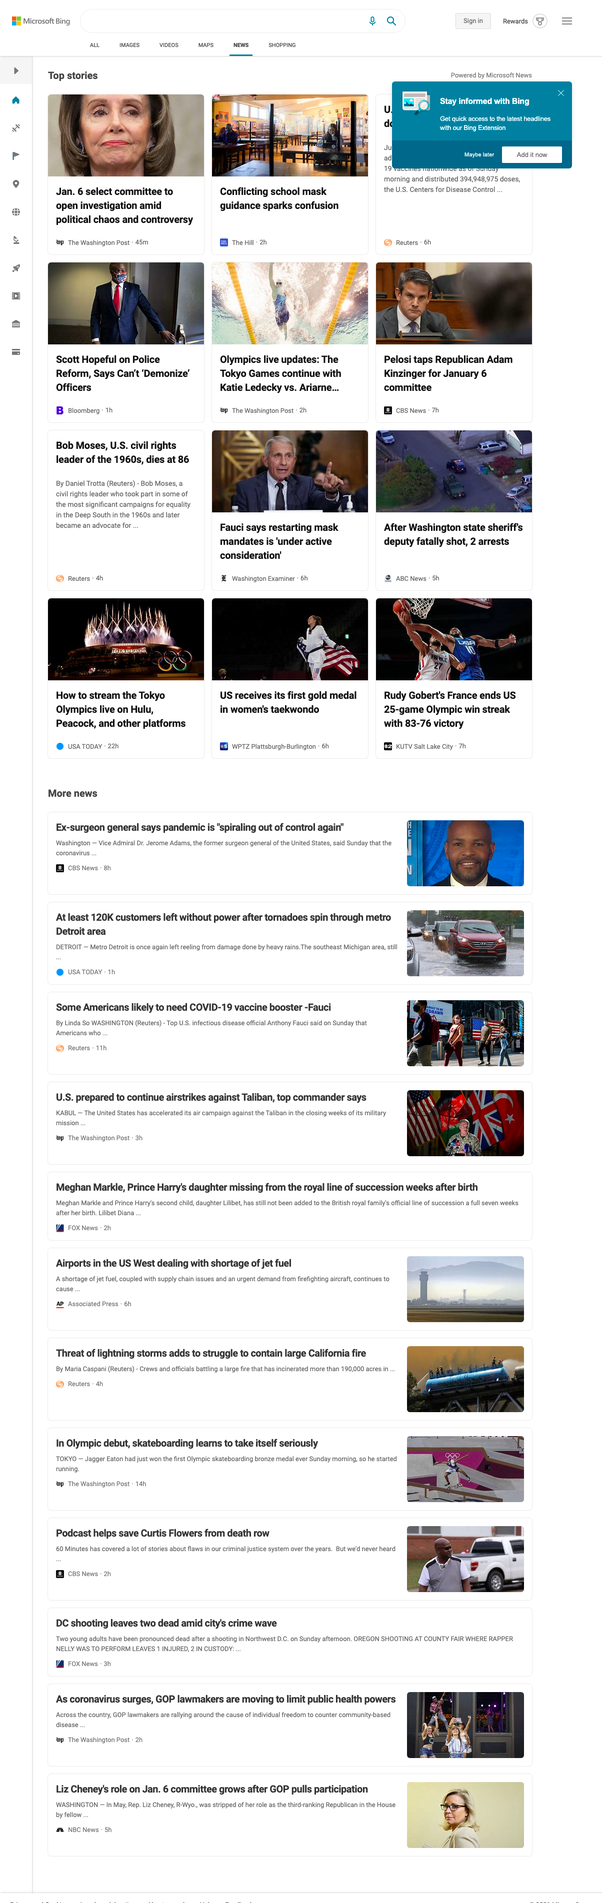 Microsoft Bing
Sign in
Rewards
ALL
IMAGES
VIDEOS
MAPS
NEWS
SHOPPING
Top stories
Powered by Microsoft News
Stay informed with Bing
Get quick access to the latest headlines
with our Bing Extension
Maybe later
Add it now
Jan. 6 select committee to
open investigation amid
political chaos and controversy
The Washington Post · 45m
Conflicting school mask
guidance sparks confusion
The Hill · 2h
19 vaccines nationwide as of Sunday
morning and distributed 394,948,975 doses,
the U.S. Centers for Disease Control ...
Reuters · 6h
Scott Hopeful on Police
Reform, Says Can't 'Demonize'
Officers
Bloomberg · 1h
Olympics live updates: The
Tokyo Games continue with
Katie Ledecky vs. Ariarne...
The Washington Post · 2h
Pelosi taps Republican Adam
Kinzinger for January 6
committee
CBS News · 7h
Bob Moses, U.S. civil rights
leader of the 1960s, dies at 86
By Daniel Trotta (Reuters) - Bob Moses, a
civil rights leader who took part in some of
the most significant campaigns for equality
in the Deep South in the 1960s and later
became an advocate for ...
Reuters · 4h
Fauci says restarting mask
mandates is 'under active
consideration'
Washington Examiner · 6h
After Washington state sheriff's
deputy fatally shot, 2 arrests
ABC News · 5h
How to stream the Tokyo
Olympics live on Hulu,
Peacock, and other platforms
USA TODAY · 22h
US receives its first gold medal
in women's taekwondo
WPTZ Plattsburgh-Burlington · 6h
Rudy Gobert's France ends US
25-game Olympic win streak
with 83-76 victory
KUTV Salt Lake City · 7h
More news
Ex-surgeon general says pandemic is "spiraling out of control again"
Washington — Vice Admiral Dr. Jerome Adams, the former surgeon general of the United States, said Sunday that the
coronavirus ...
CBS News · 8h
At least 120K customers left without power after tornadoes spin through metro
Detroit area
DETROIT — Metro Detroit is once again left reeling from damage done by heavy rains.The southeast Michigan area, still
...
USA TODAY · 1h
Some Americans likely to need COVID-19 vaccine booster -Fauci
By Linda So WASHINGTON (Reuters) - Top U.S. infectious disease official Anthony Fauci said on Sunday that
Americans who ...
Reuters · 11h
U.S. prepared to continue airstrikes against Taliban, top commander says
KABUL — The United States has accelerated its air campaign against the Taliban in the closing weeks of its military
mission ...
The Washington Post · 3h
Meghan Markle, Prince Harry's daughter missing from the royal line of succession weeks after birth
Meghan Markle and Prince Harry's second child, daughter Lilibet, has still not been added to the British royal family's official line of succession a full seven weeks
after her birth. Lilibet Diana ...
FOX News · 2h
Airports in the US West dealing with shortage of jet fuel
A shortage of jet fuel, coupled with supply chain issues and an urgent demand from firefighting aircraft, continues to
cause ...
AP Associated Press · 6h
Threat of lightning storms adds to struggle to contain large California fire
By Maria Caspani (Reuters) - Crews and officials battling a large fire that has incinerated more than 190,000 acres in ...
Reuters · 4h
In Olympic debut, skateboarding learns to take itself seriously
TOKYO — Jagger Eaton had just won the first Olympic skateboarding bronze medal ever Sunday morning, so he started
running.
The Washington Post · 14h
Podcast helps save Curtis Flowers from death row
60 Minutes has covered a lot of stories about flaws in our criminal justice system over the years. But we'd never heard
...
CBS News · 2h
DC shooting leaves two dead amid city's crime wave
Two young adults have been pronounced dead after a shooting in Northwest D.C. on Sunday afternoon. OREGON SHOOTING AT COUNTY FAIR WHERE RAPPER
NELLY WAS TO PERFORM LEAVES 1 INJURED, 2 IN CUSTODY: ...
FOX News · 3h
As coronavirus surges, GOP lawmakers are moving to limit public health powers
Across the country, GOP lawmakers are rallying around the cause of individual freedom to counter community-based
disease ...
The Washington Post · 2h
Liz Cheney's role on Jan. 6 committee grows after GOP pulls participation
WASHINGTON — In May, Rep. Liz Cheney, R-Wyo., was stripped of her role as the third-ranking Republican in the House
by fellow ...
NBC News · 5h